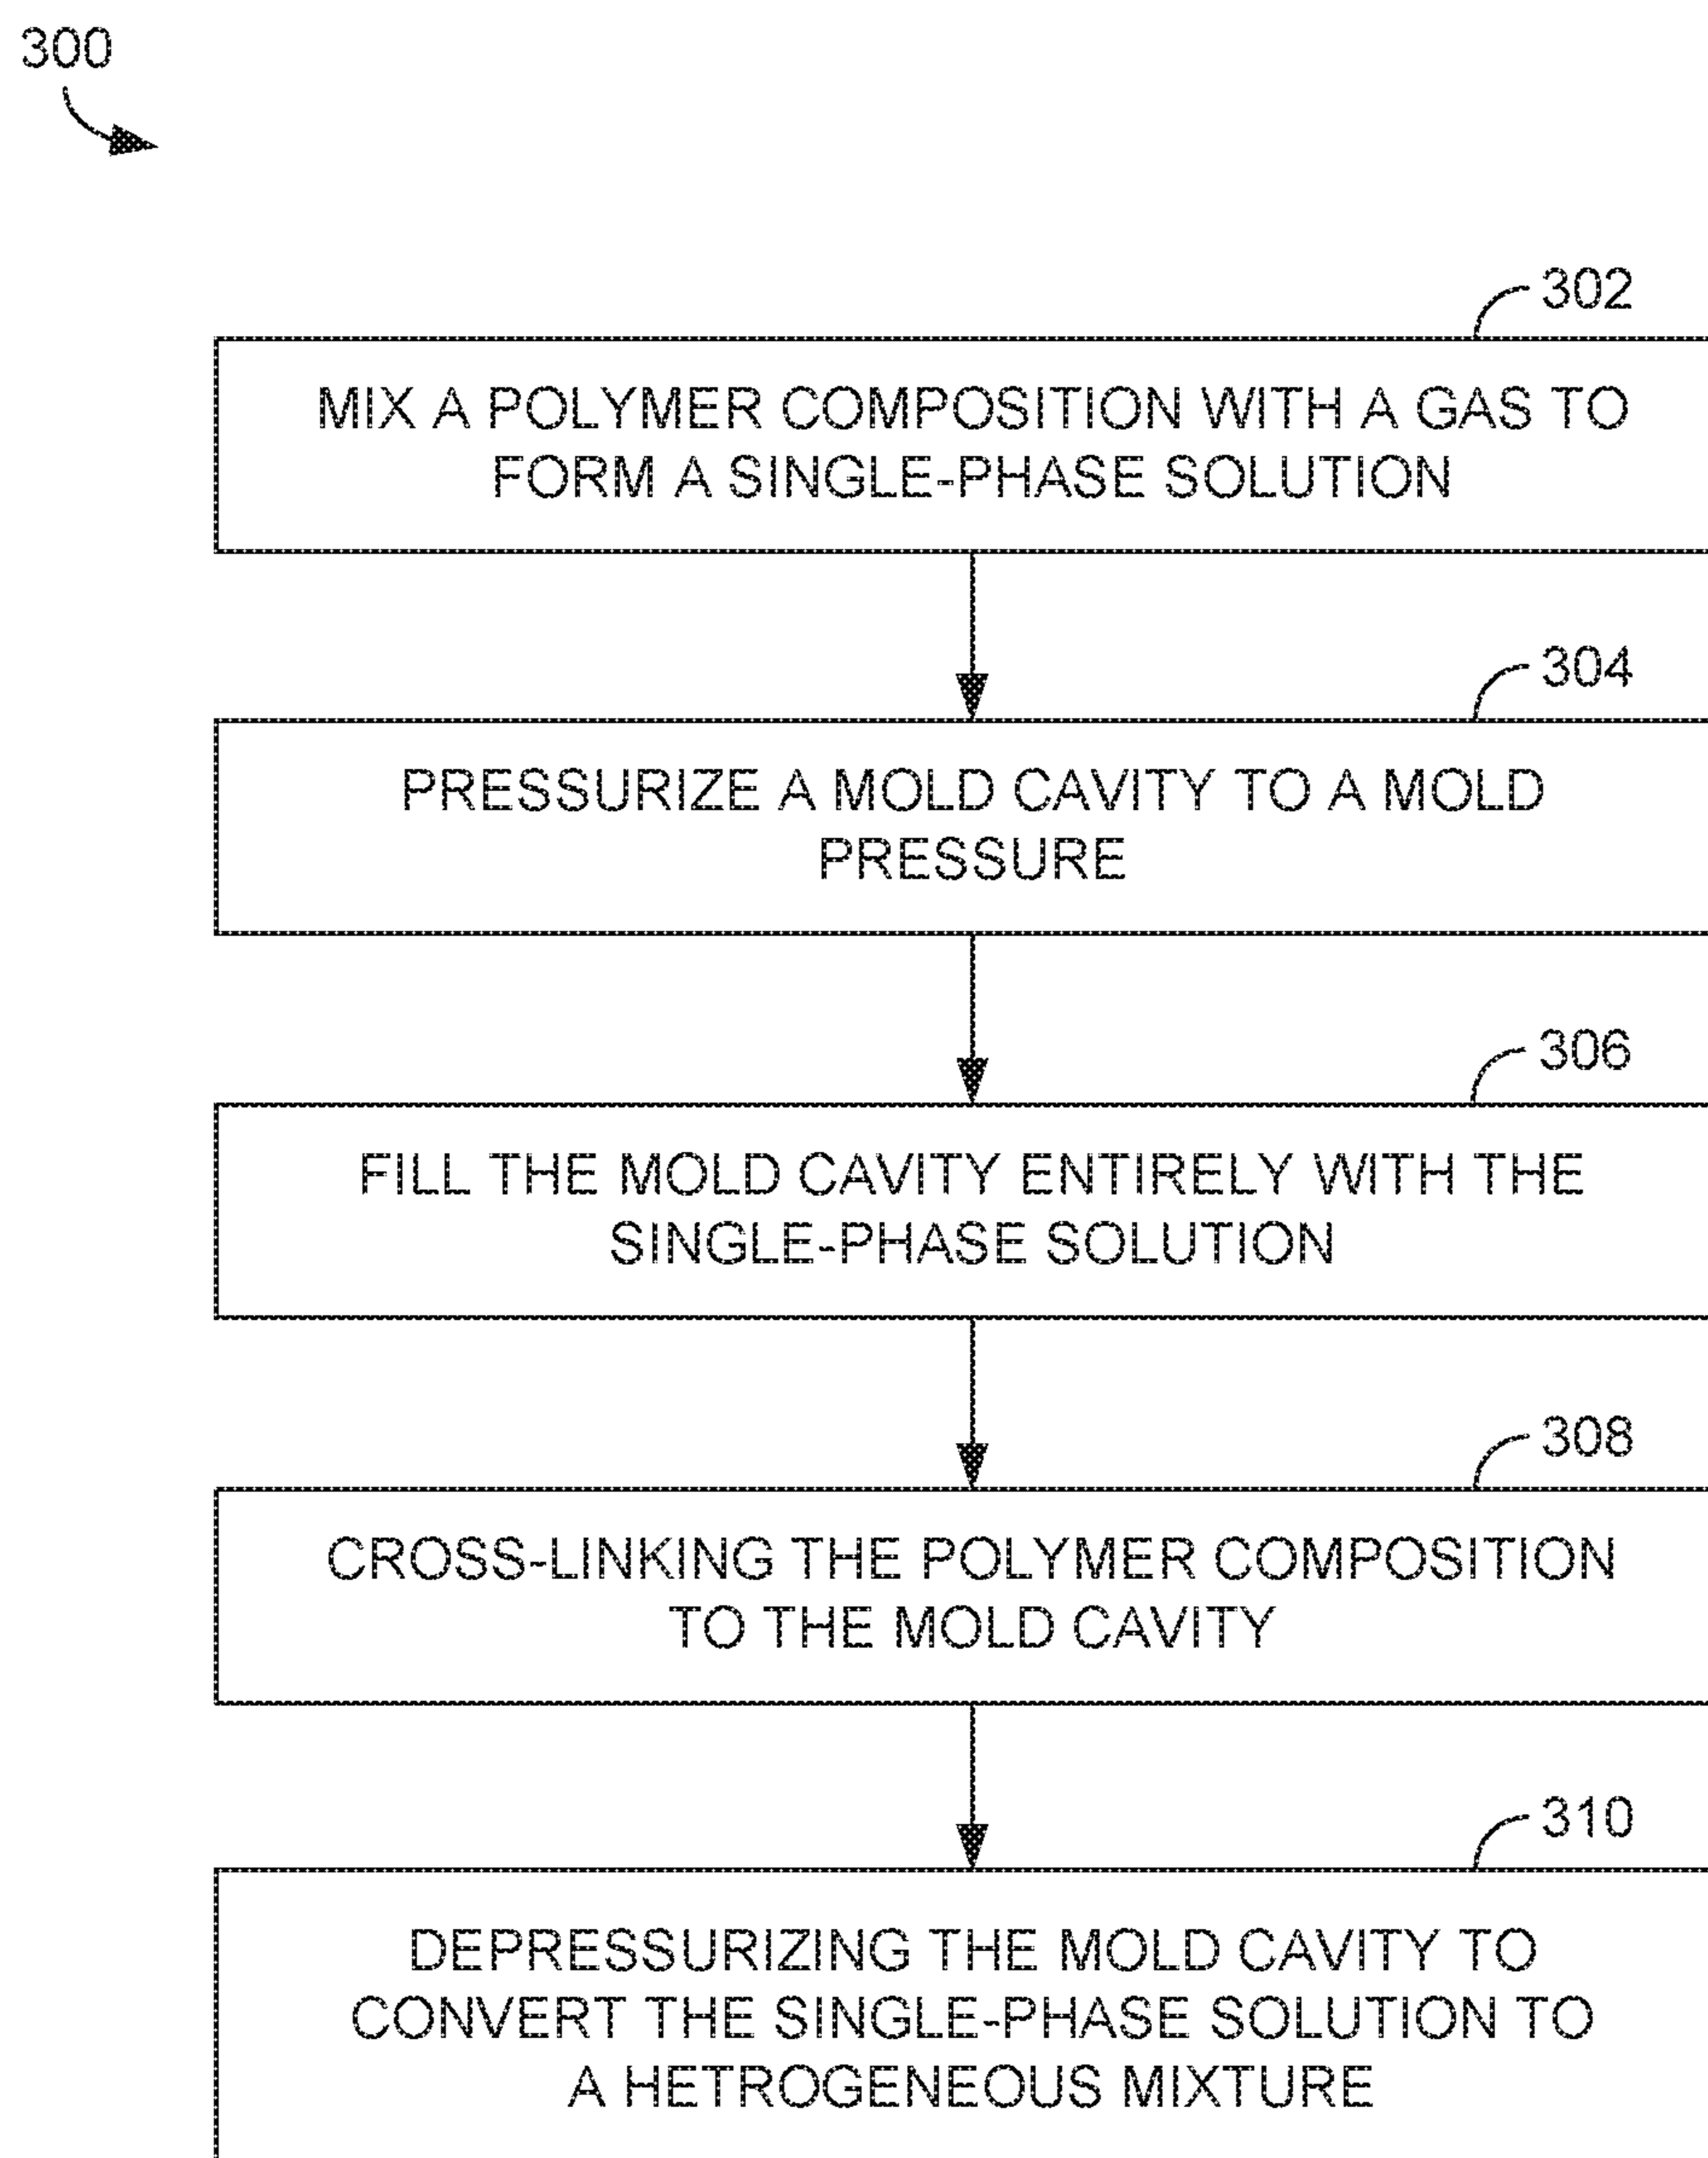 300
302
MIX A POLYMER COMPOSITION WITH A GAS TO
FORM A SINGLE-PHASE SOLUTION
304
PRESSURIZE A MOLD CAVITY TO A MOLD
PRESSURE
306
FILL THE MOLD CAVITY ENTIRELY WITH THE
SINGLE-PHASE SOLUTION
308
CROSS-LINKING THE POLYMER COMPOSITION
TO THE MOLD CAVITY
310
DEPRESSURIZING THE MOLD CAVITY TO
CONVERT THE SINGLE-PHASE SOLUTION TO
A HETROGENEOUS MIXTURE